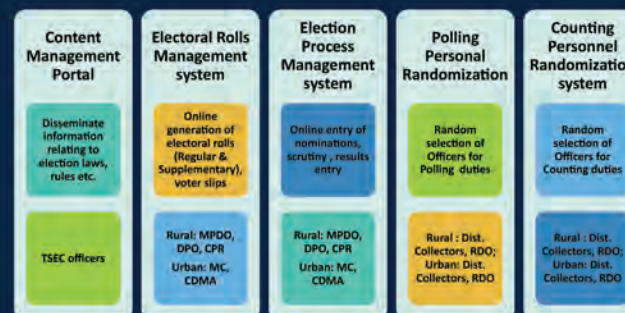 Content
Management
Portal
Disseminate
information
relating to
election laws,
rules etc.
TSEC officers
Electoral Rolls
Management
system
Online
generation of
electoral rolls
(Regular &
Supplementary),
voter slips
Rural: MPDO,
DPO, CPR
Urban: MC,
CDMA
Election
Process
Management
system
Online entry of
nominations,
scrutiny , results
entry
Rural: MPDO,
DPO, CPR
Urban: MC,
CDMA
Polling
Personal
Randomization
Random
selection of
Officers for
Polling duties
Rural : Dist.
Collectors, RDO;
Urban: Dist.
Collectors, RDO
Counting
Personnel
Randomizatio
system
Random
selection of
Officers for
Counting duties
Rural : Dist.
Collectors, RDO;
Urban: Dist.
Collectors, RDO